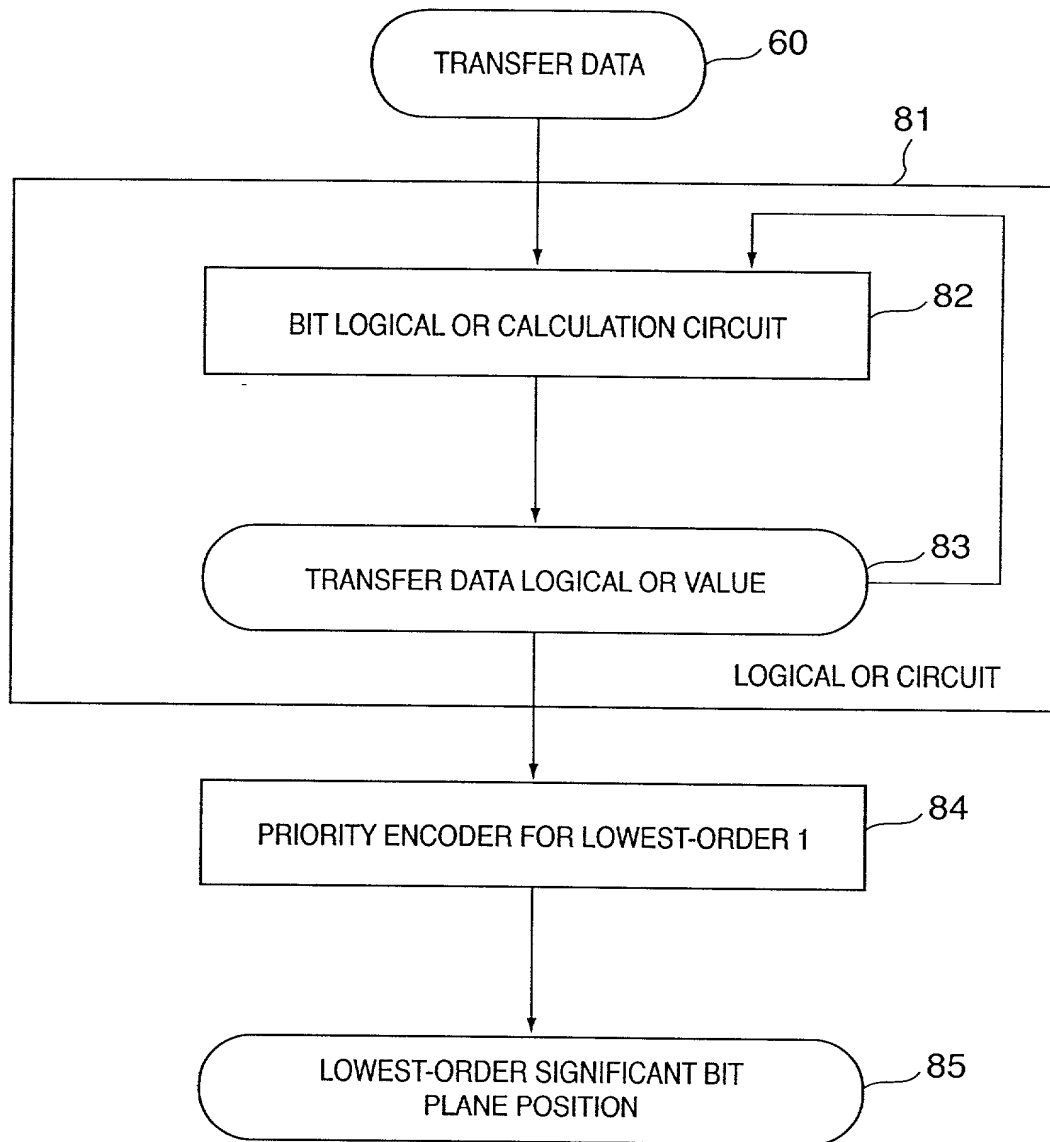 TRANSFER DATA
60
81
BIT LOGICAL OR CALCULATION CIRCUIT
82
TRANSFER DATA LOGICAL OR VALUE
83
LOGICAL OR CIRCUIT
PRIORITY ENCODER FOR LOWEST-ORDER 1
84
LOWEST-ORDER SIGNIFICANT BIT
PLANE POSITION
85